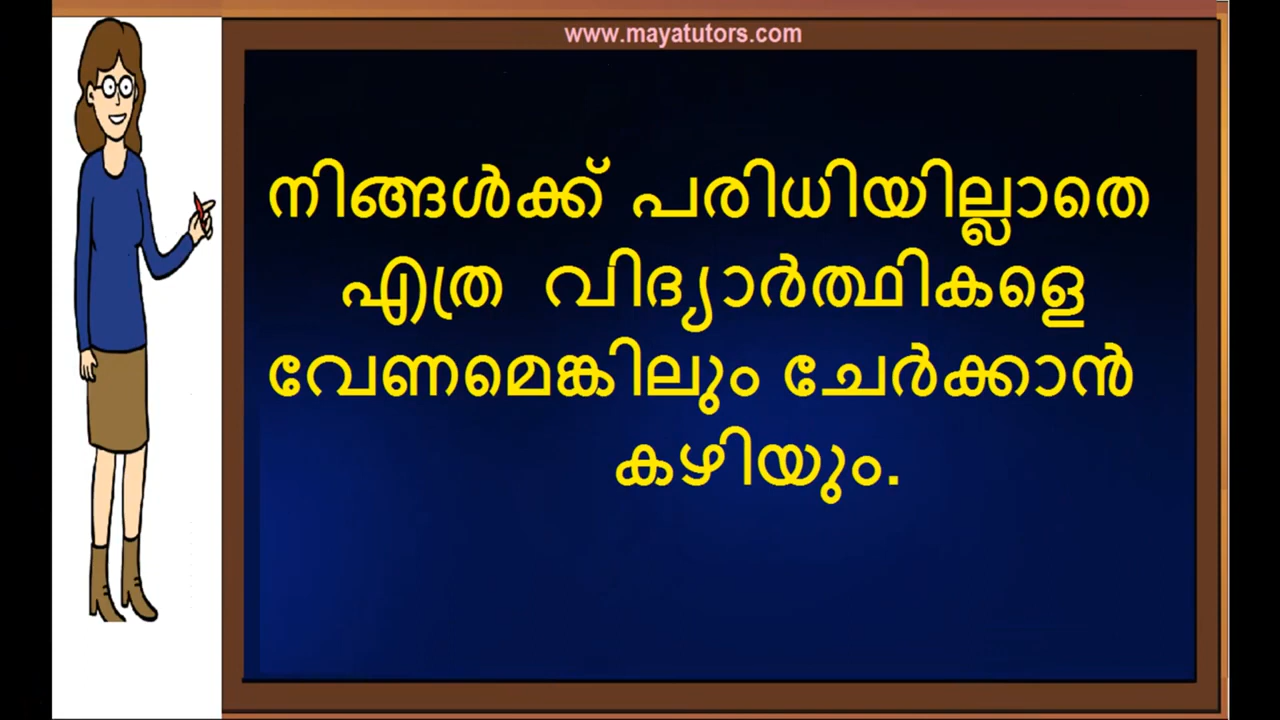 www.mayatutors.com
നിങ്ങൾക്ക് പരിധിയില്ലാതെ
എത്ര വിദ്യാർത്ഥികളെ
വേണമെങ്കിലും ചേർക്കാൻ
കഴിയും.